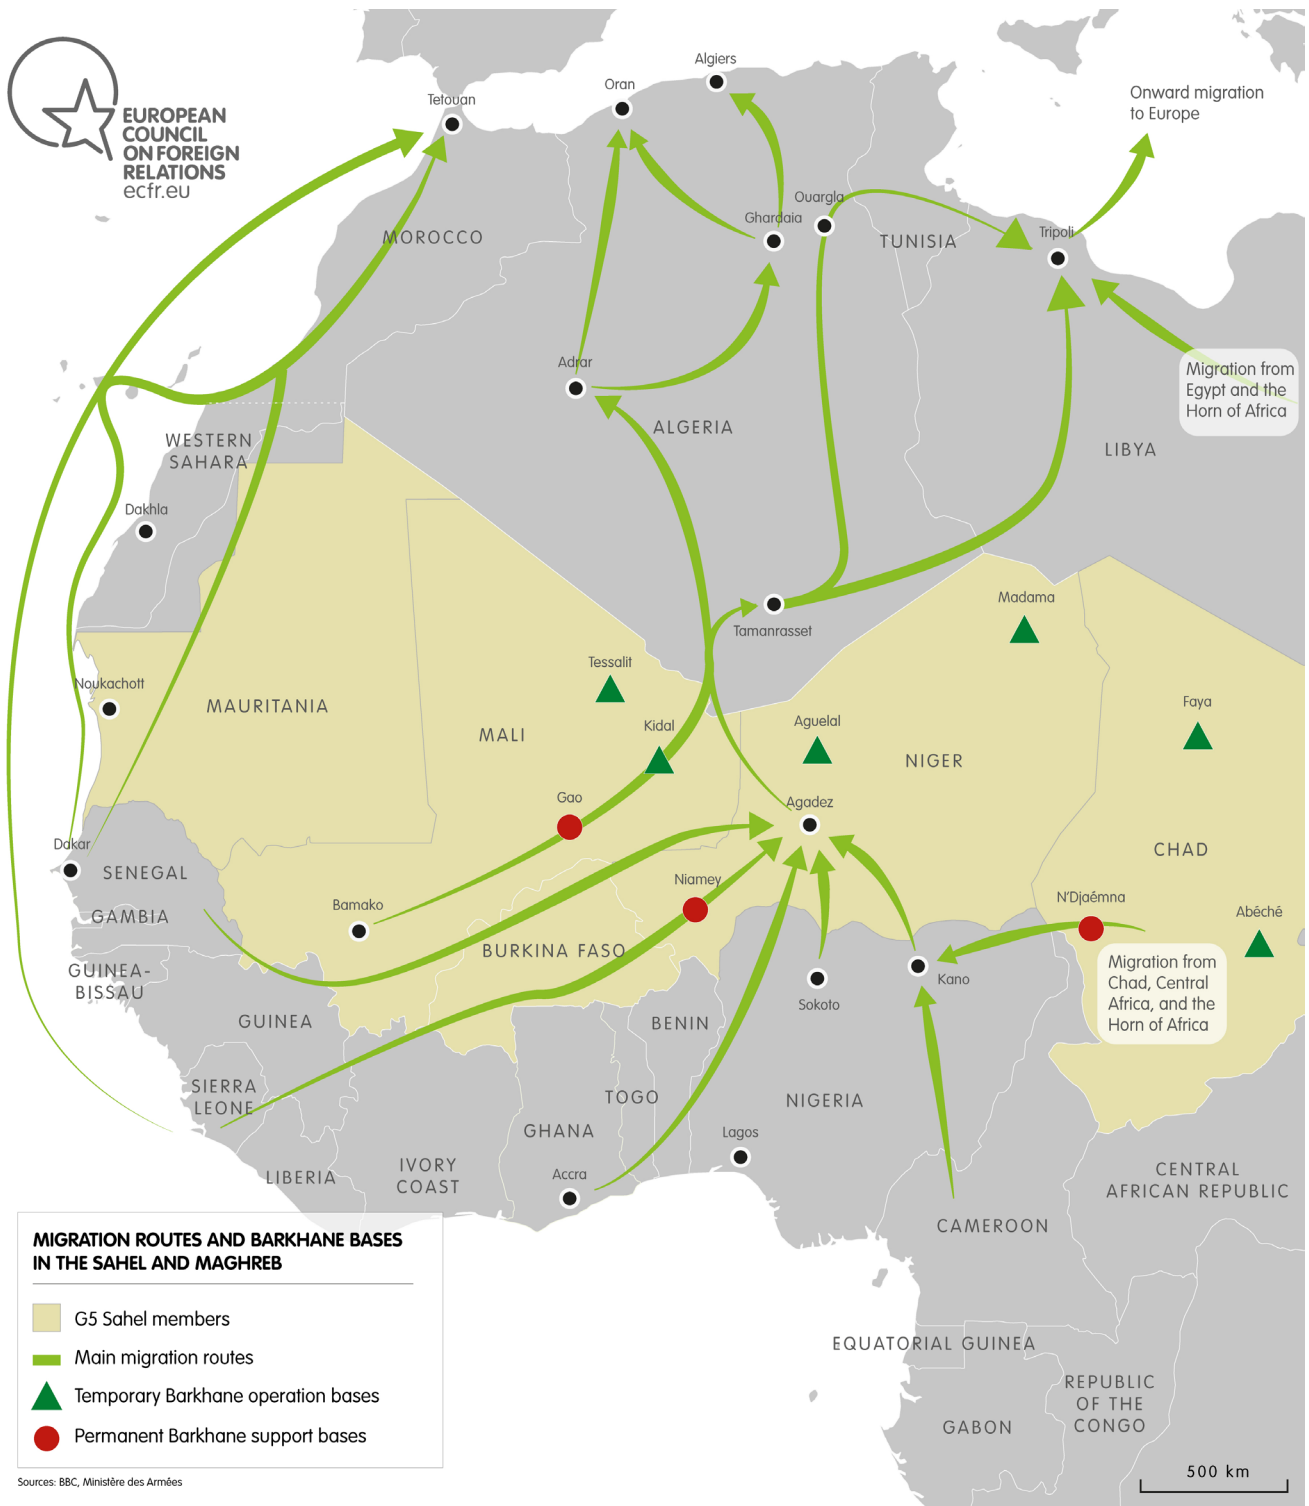 EUROPEAN
COUNCIL
ON FOREIGN
RELATIONS
ecfr.eu
Algiers
Oran
Tetouan
Onward migration
to Europe
Ouargla
Ghardaia
Tripoli
MOROCCO
TUNISIA
Adrar
Migration from
Egypt and the
Horn of Africa
ALGERIA
LIBYA
WESTERN
SAHARA
Dakhla
Tamanrasset
Madama
Tessalit
Noukachott
MAURITANIA
MALI
Kidal
Aguelal
Faya
NIGER
Gao
Agadez
Dakar
SENEGAL
CHAD
Niamey
Bamako
N'Djaémna
Abéché
GAMBIA
BURKINA FASO
GUINEA-
BISSAU
Kano
Sokoto
Migration from
Chad, Central
Africa, and the
Horn of Africa
GUINEA
BENIN
SIERRA
LEONE
TOGO
NIGERIA
GHANA
Lagos
LIBERIA
IVORY
COAST
Accra
CENTRAL
AFRICAN REPUBLIC
CAMEROON
MIGRATION ROUTES AND BARKHANE BASES
IN THE SAHEL AND MAGHREB
G5 Sahel members
Main migration routes
Temporary Barkhane operation bases
Permanent Barkhane support bases
EQUATORIAL GUINEA
REPUBLIC
OF THE
CONGO
GABON
500 km
Sources: BBC, Ministêre des Armées